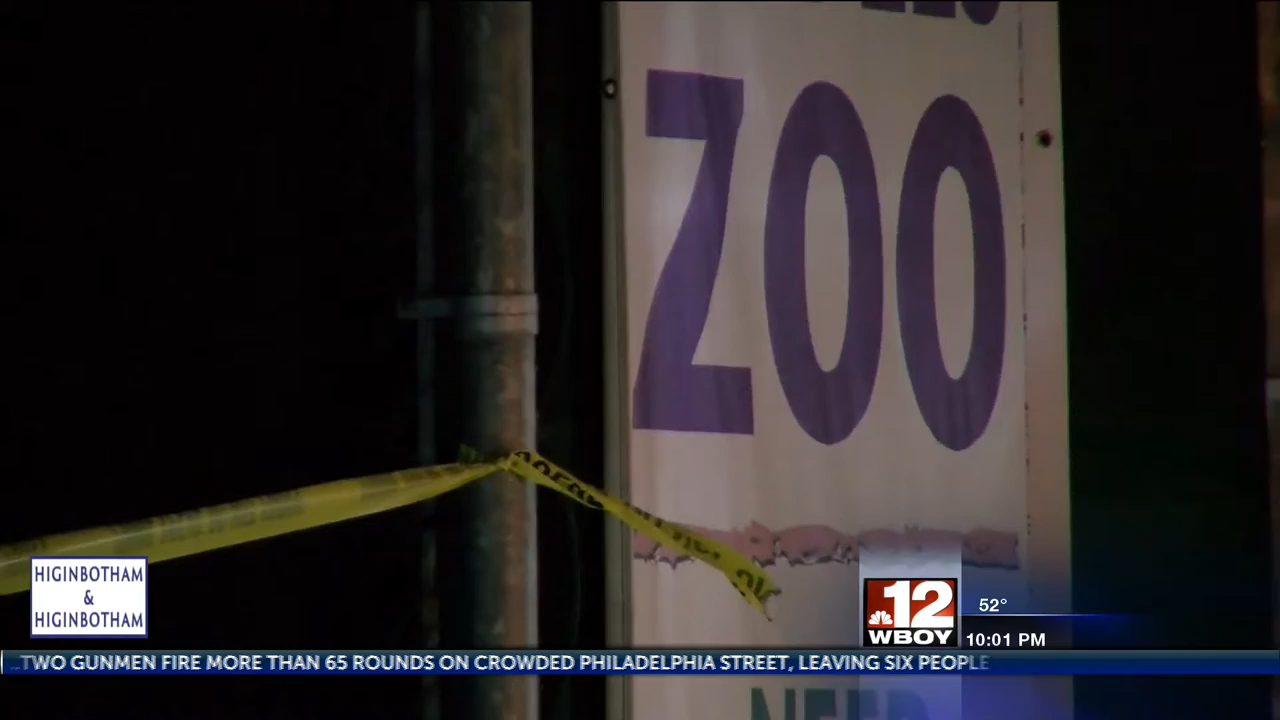 ZOO
HIGINBOTHAM
&
HIGINBOTHAM
12
WBOY
52°
10:01 PM
...TWO GUNMEN FIRE MORE THAN 65 ROUNDS ON CROWDED PHILADELPHIA STREET, LEAVING SIX PEOPLE
NEED